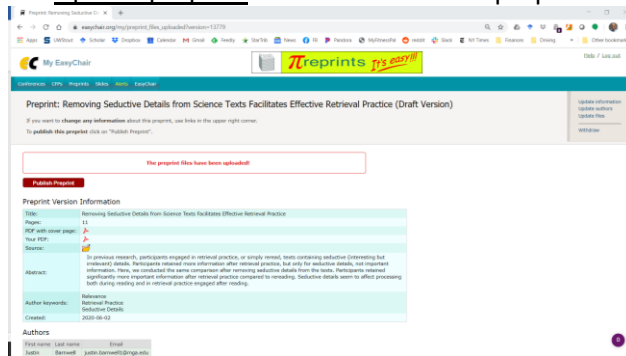 Preprint: Removing Seductive De
easychair.org/my/preprint_files_uploaded?version=13779
Apps UWStout Scholar Dropbox Calendar Gmail Feedly StarTrib News FB Pandora MyFitnessPal reddit Slack NY Times Finances Driving Other bookmarks
My EasyChair
πreprints It's easy!!!
Help / Log out
Conferences CFPs Preprints Slides Alerts EasyChair
Preprint: Removing Seductive Details from Science Texts Facilitates Effective Retrieval Practice (Draft Version)
Update information
Update authors
Update files
Withdraw
If you want to change any information about this preprint, use links in the upper right corner.
To publish this preprint click on "Publish Preprint".
The preprint files have been uploaded!
Publish Preprint
Preprint Version Information
Title: Removing Seductive Details from Science Texts Facilitates Effective Retrieval Practice
Pages: 11
PDF with cover page:
Your PDF:
Source:
Abstract: In previous research, participants engaged in retrieval practice, or simply reread, texts containing seductive (interesting but
irrelevant) details. Participants retained more information after retrieval practice, but only for seductive details, not important
information. Here, we conducted the same comparison after removing seductive details from the texts. Participants retained
significantly more important information after retrieval practice compared to rereading. Seductive details seem to affect processing
both during reading and in retrieval practice engaged after reading.
Author keywords: Relevance
Retrieval Practice
Seductive Details
Created: 2020-06-02
Authors
First name Last name Email
Justin Barnwell